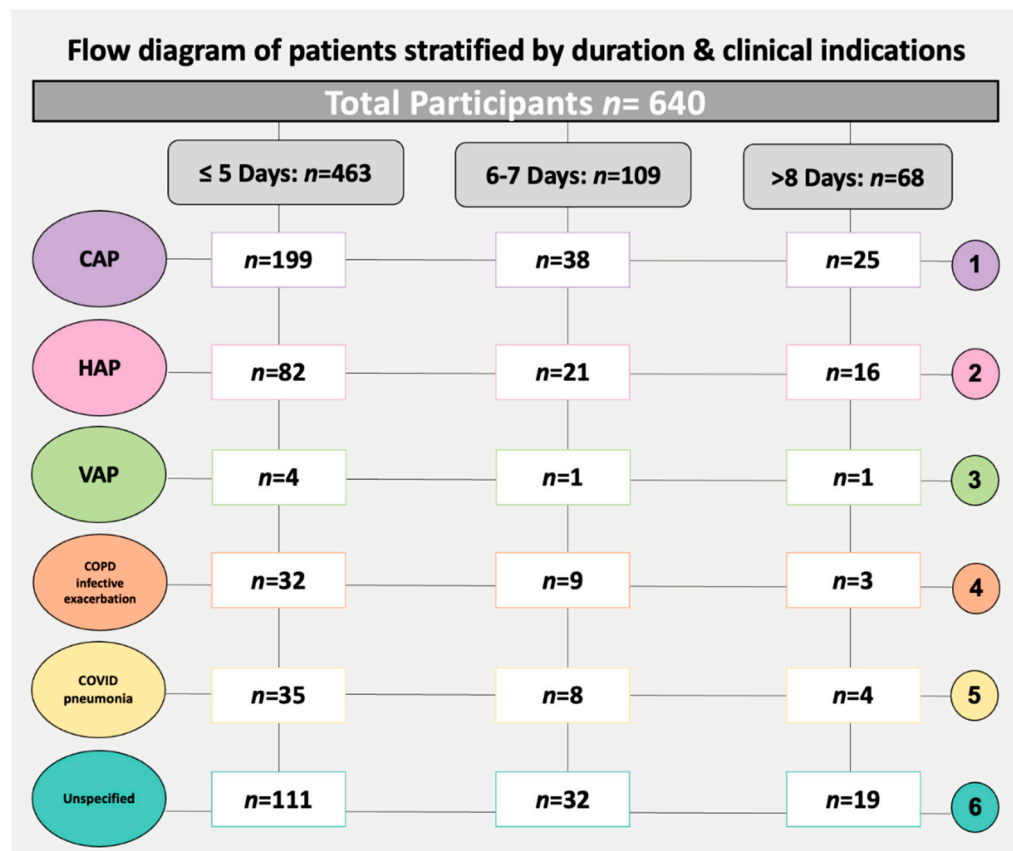 Flow diagram of patients stratified by duration & clinical indications
Total Participants n= 640
≤ 5 Days: n=463
6-7 Days: n=109
>8 Days: n=68
CAP
n=199
n=38
n=25
1
HAP
n=82
n=21
n=16
2
VAP
n=4
n=1
n=1
3
COPD
infective
exacerbation
n=32
n=9
n=3
4
COVID
pneumonia
n=35
n=8
n=4
5
Unspecified
n=111
n=32
n=19
6